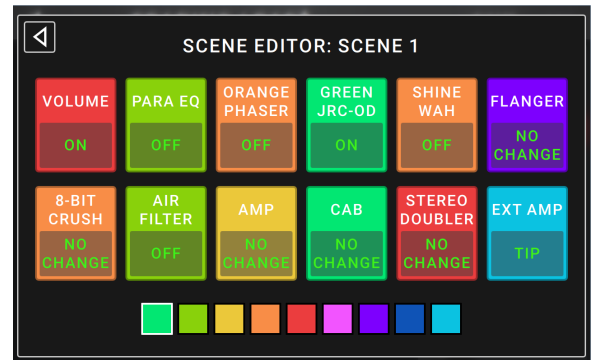 SCENE EDITOR: SCENE 1
VOLUME
ON
PARA EQ
OFF
ORANGE
PHASER
OFF
GREEN
JRC-OD
ON
SHINE
WAH
OFF
FLANGER
NO
CHANGE
8-BIT
CRUSH
NO
CHANGE
AIR
FILTER
OFF
AMP
NO
CHANGE
CAB
NO
CHANGE
STEREO
DOUBLER
NO
CHANGE
EXT AMP
TIP